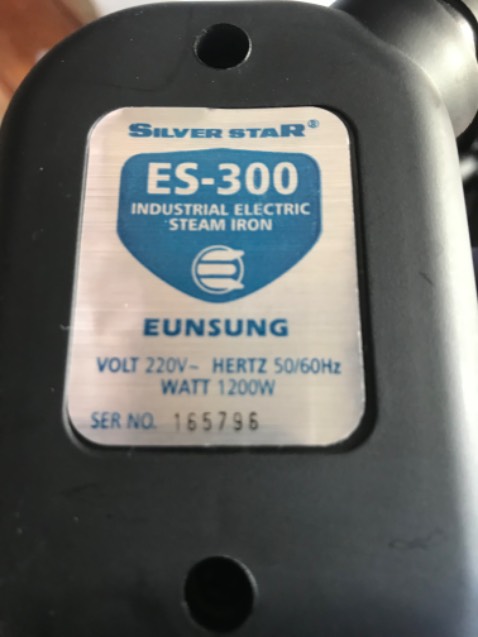 SILVER STAR®
ES-300
INDUSTRIAL ELECTRIC
STEAM IRON
EUNSUNG
VOLT 220V~ HERTZ 50/60Hz
WATT 1200W
SER NO. 165796